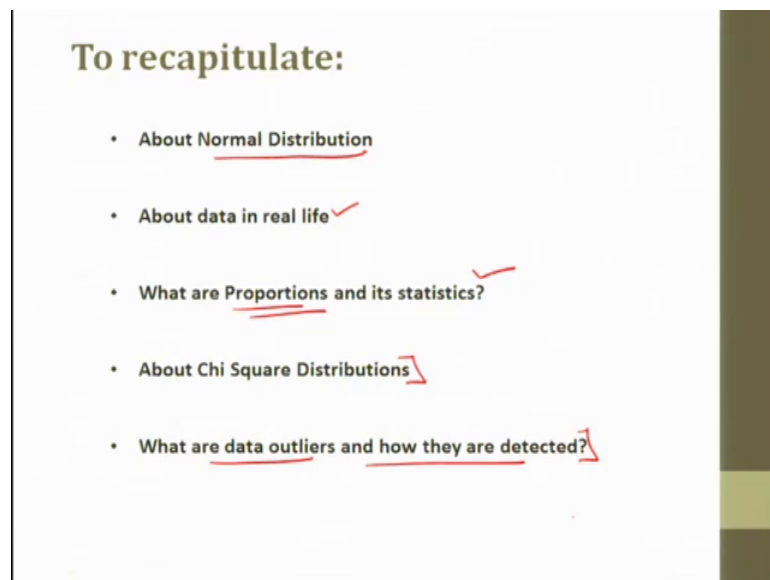 To recapitulate:
• About Normal Distribution
• About data in real life
• What are Proportions and its statistics?
• About Chi Square Distributions
• What are data outliers and how they are detected?